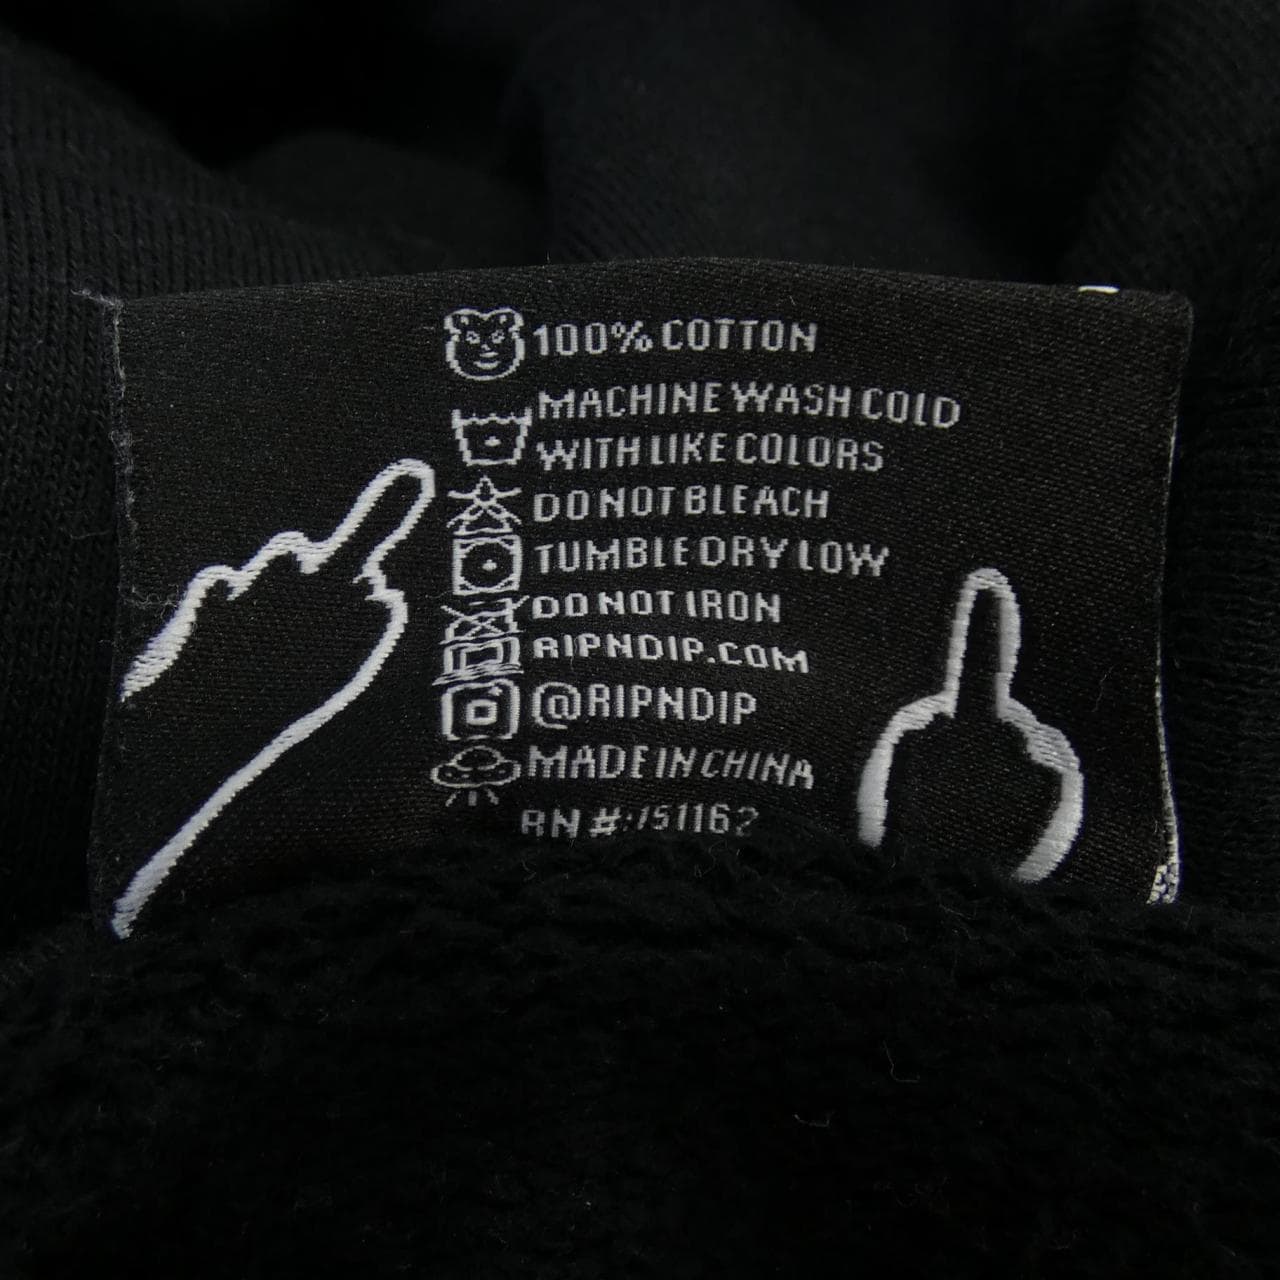 100% COTTON
MACHINE WASH COLD
WITH LIKE COLORS
DO NOT BLEACH
TUMBLE DRY LOW
DO NOT IRON
RIPNDIP.COM
@RIPNDIP
MADE IN CHINA
RN #:151162